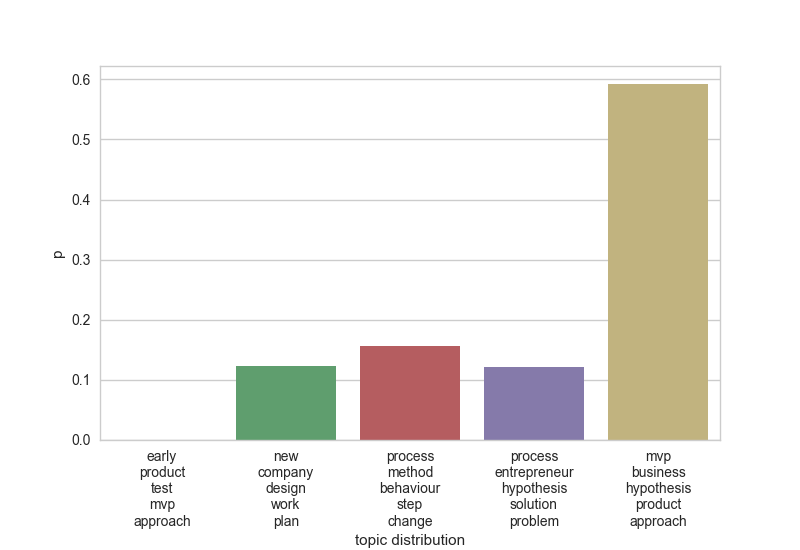 0.6
0.5
0.4
0.3
0.2
0.1
0.0
p
early
product
test
mvp
approach
new
company
design
work
plan
process
method
behaviour
step
change
process
entrepreneur
hypothesis
solution
problem
mvp
business
hypothesis
product
approach
topic distribution